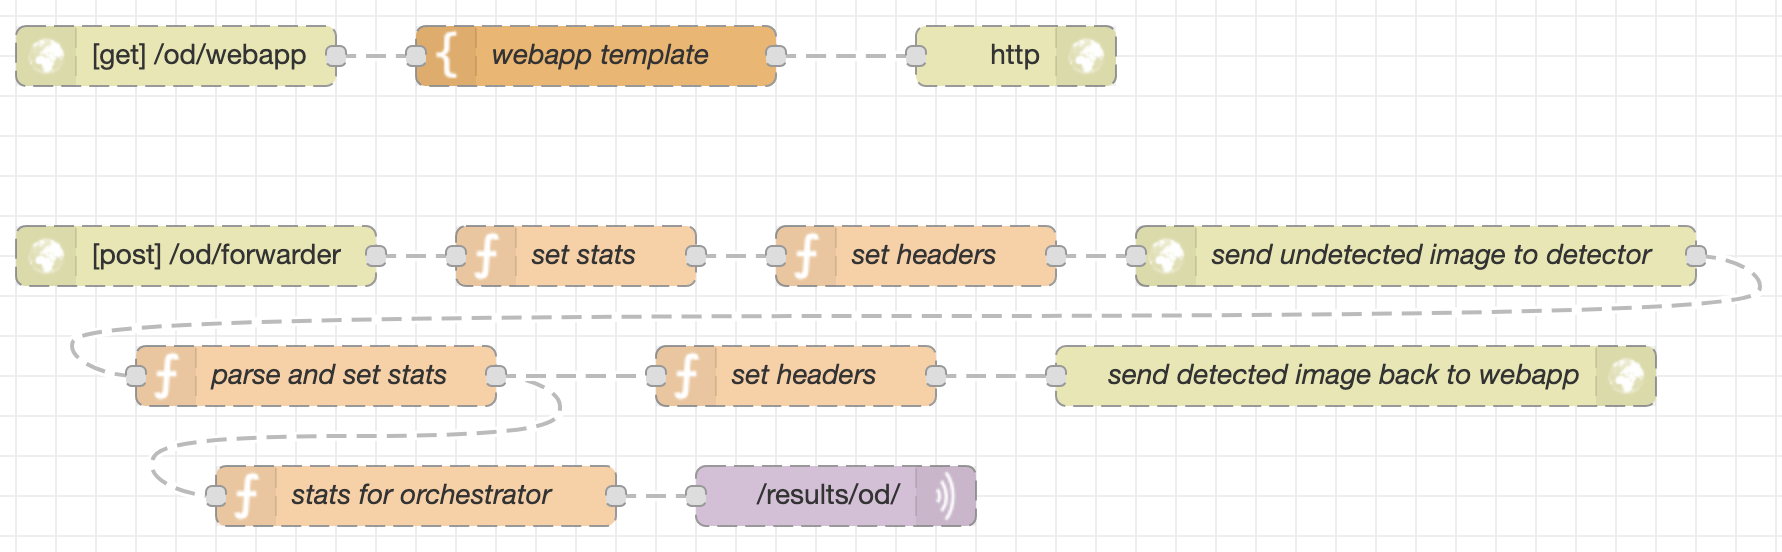 [get] /od/webapp
webapp template
http
[post] /od/forwarder
set stats
set headers
send undetected image to detector
parse and set stats
set headers
send detected image back to webapp
stats for orchestrator
/results/od/